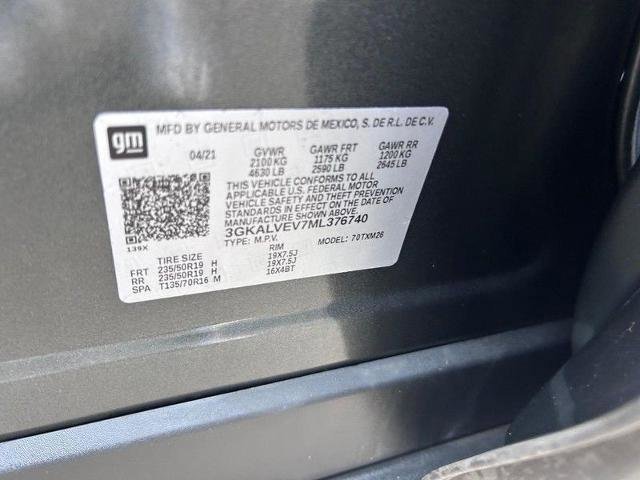 gm
MFD BY GENERAL MOTORS DE MEXICO, S. DE R.L. DE C.V.
04/21 GVWR GAWR FRT GAWR RR
2100 KG 1175 KG 1200 KG
4630 LB 2590 LB 2645 LB
THIS VEHICLE CONFORMS TO ALL
APPLICABLE U.S. FEDERAL MOTOR
VEHICLE SAFETY AND THEFT PREVENTION
STANDARDS IN EFFECT ON THE DATE OF
MANUFACTURE SHOWN ABOVE.
3GKALVEV7ML376740
TYPE: M.P.V. MODEL: 70TXM26
139X
TIRE SIZE RIM
FRT 235/50R19 H 19X7.5J
RR 235/50R19 H 19X7.5J
SPA T135/70R16 M 16X4BT